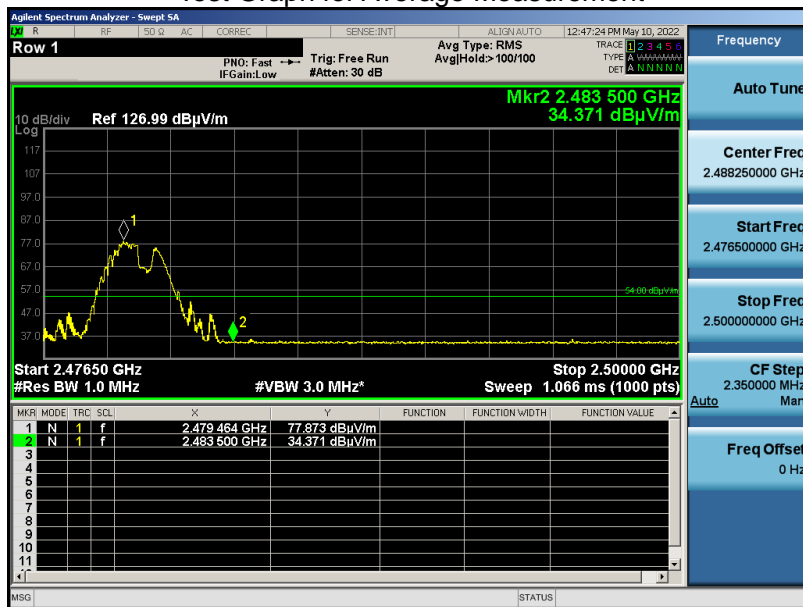 Test Graph for Average Measurement
Agilent Spectrum Analyzer - Swept SA
LXI R RF 50 Ω AC CORREC SENSE:INT ALIGN AUTO 12:47:24 PM May 10, 2022
Row 1
PNO: Fast
IFGain:Low
Trig: Free Run
#Atten: 30 dB
Avg Type: RMS
Avg|Hold:>100/100
TRACE 1 2 3 4 5 6
TYPE A WWWWW
DET A N N N N N
Mkr2 2.483 500 GHz
34.371 dBµV/m
10 dB/div Ref 126.99 dBµV/m
Log
117
107
97.0
87.0
77.0
67.0
57.0
47.0
37.0
1
2
54.00 dBµV/m
Start 2.47650 GHz Stop 2.50000 GHz
#Res BW 1.0 MHz #VBW 3.0 MHz* Sweep 1.066 ms (1000 pts)
MKR MODE TRC SCL X Y FUNCTION FUNCTION WIDTH FUNCTION VALUE
1 N 1 f 2.479 464 GHz 77.873 dBµV/m
2 N 1 f 2.483 500 GHz 34.371 dBµV/m
3
4
5
6
7
8
9
10
11
MSG STATUS
Frequency
Auto Tune
Center Freq
2.488250000 GHz
Start Freq
2.476500000 GHz
Stop Freq
2.500000000 GHz
CF Step
2.350000 MHz
Auto Man
Freq Offset
0 Hz